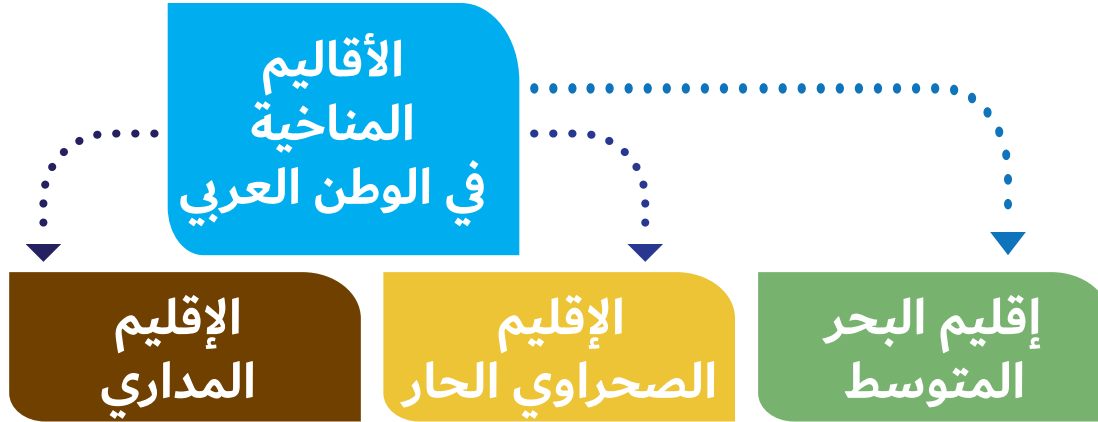 الأقاليم
المناخية
في الوطن العربي
إقليم البحر
المتوسط
الإقليم
الصحراوي الحار
الإقليم
المداري